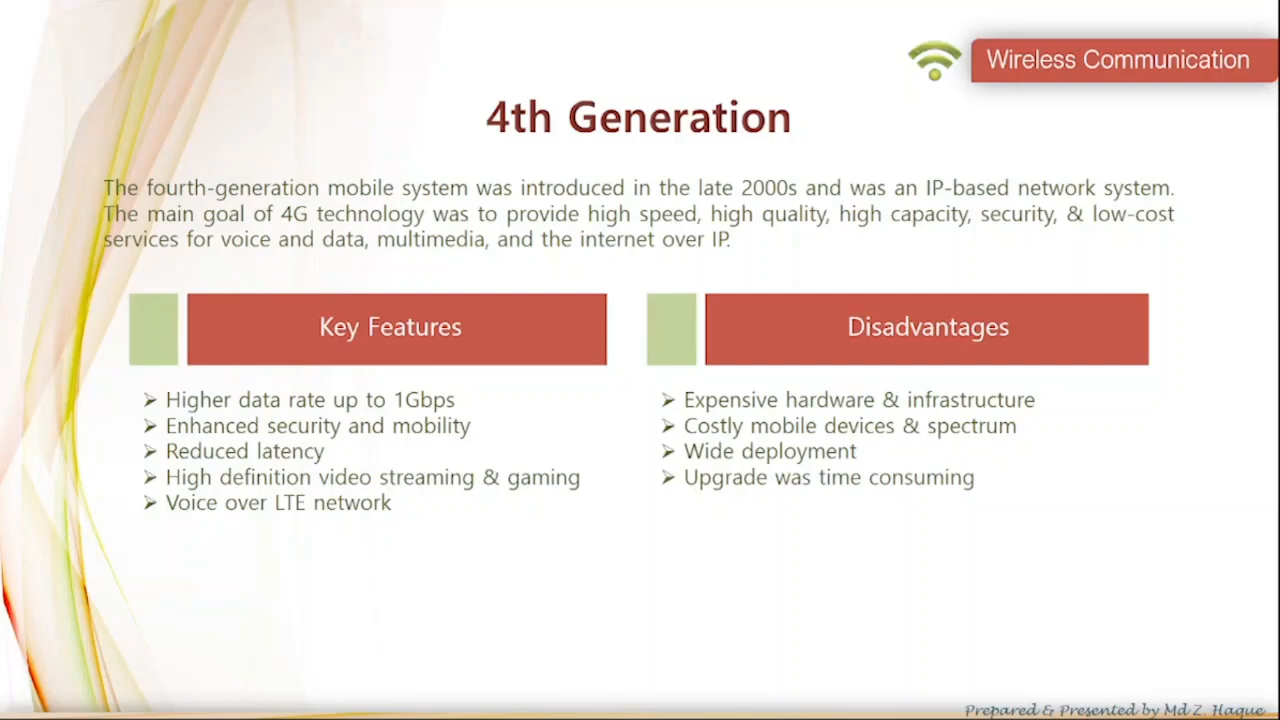 Wireless Communication
4th Generation
The fourth-generation mobile system was introduced in the late 2000s and was an IP-based network system.
The main goal of 4G technology was to provide high speed, high quality, high capacity, security, & low-cost
services for voice and data, multimedia, and the internet over IP.
Key Features
➢ Higher data rate up to 1Gbps
➢ Enhanced security and mobility
➢ Reduced latency
➢ High definition video streaming & gaming
➢ Voice over LTE network
Disadvantages
➢ Expensive hardware & infrastructure
➢ Costly mobile devices & spectrum
➢ Wide deployment
➢ Upgrade was time consuming
Prepared & Presented by Md Z. Haque